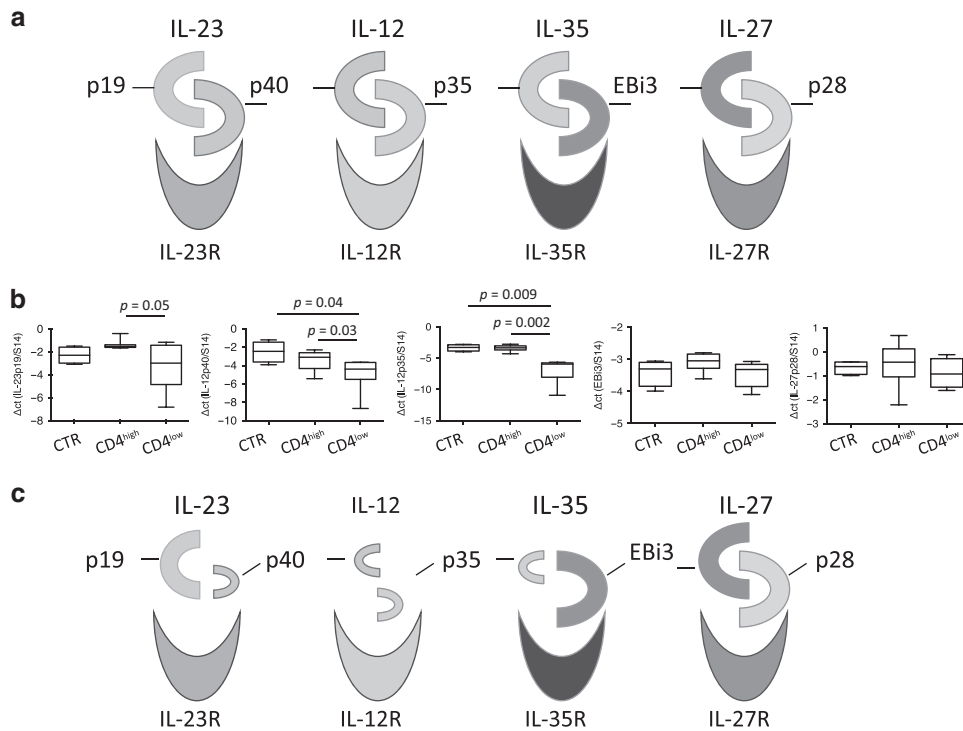 a
IL-23 IL-12 IL-35 IL-27
p19 p40 p35 EBi3 p28
IL-23R IL-12R IL-35R IL-27R
b
p = 0.05
Δct (IL-23p19/S14)
0
−2
−4
−6
−8
CTR CD4high CD4low
p = 0.04
p = 0.03
Δct (IL-12p40/S14)
0
−2
−4
−6
−8
−10
CTR CD4high CD4low
p = 0.009
p = 0.002
Δct (IL-12p35/S14)
0
−5
−10
−15
CTR CD4high CD4low
Δct (EBi3/S14)
−2
−3
−4
−5
CTR CD4high CD4low
Δct (IL-27p28/S14)
1
0
−1
−2
−3
CTR CD4high CD4low
c
IL-23 IL-12 IL-35 IL-27
p19 p40 p35 EBi3 p28
IL-23R IL-12R IL-35R IL-27R